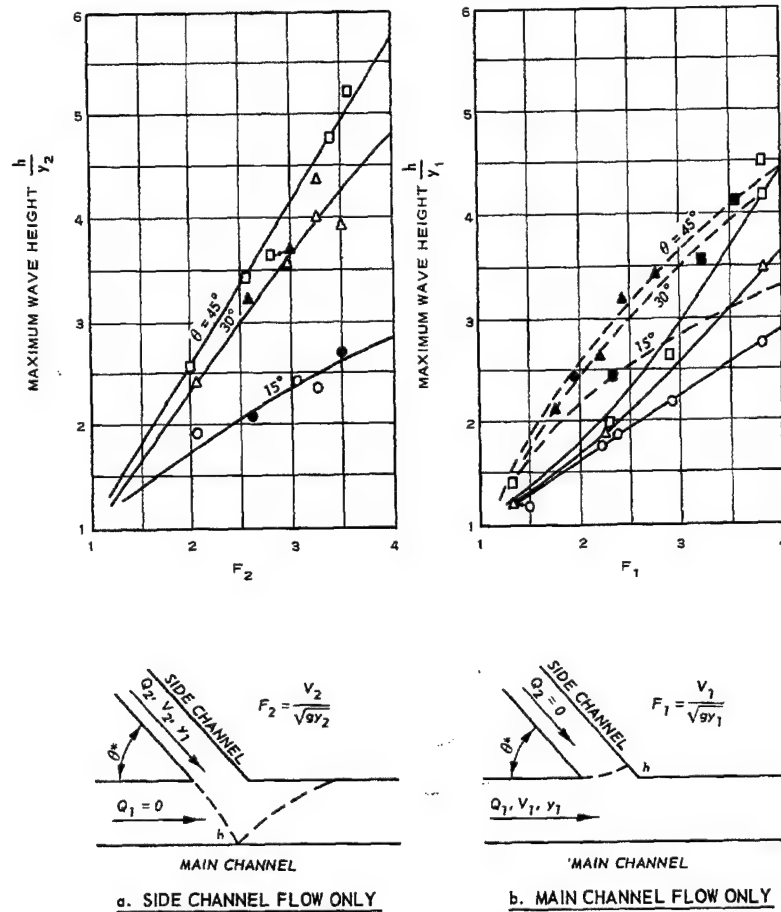 6
5
4
3
2
1
MAXIMUM WAVE HEIGHT h/y₂
θ = 45°
30°
15°
1 2 3 4
F₂
6
5
4
3
2
1
MAXIMUM WAVE HEIGHT h/y₁
θ = 45°
30°
15°
1 2 3 4
F₁
SIDE CHANNEL
Q₂, V₂, y₁
θ*
F₂ = V₂/√gy₂
Q₁ = 0
h
MAIN CHANNEL
a. SIDE CHANNEL FLOW ONLY
SIDE CHANNEL
Q₂ = 0
θ*
F₁ = V₁/√gy₁
h
Q₁, V₁, y₁
MAIN CHANNEL
b. MAIN CHANNEL FLOW ONLY